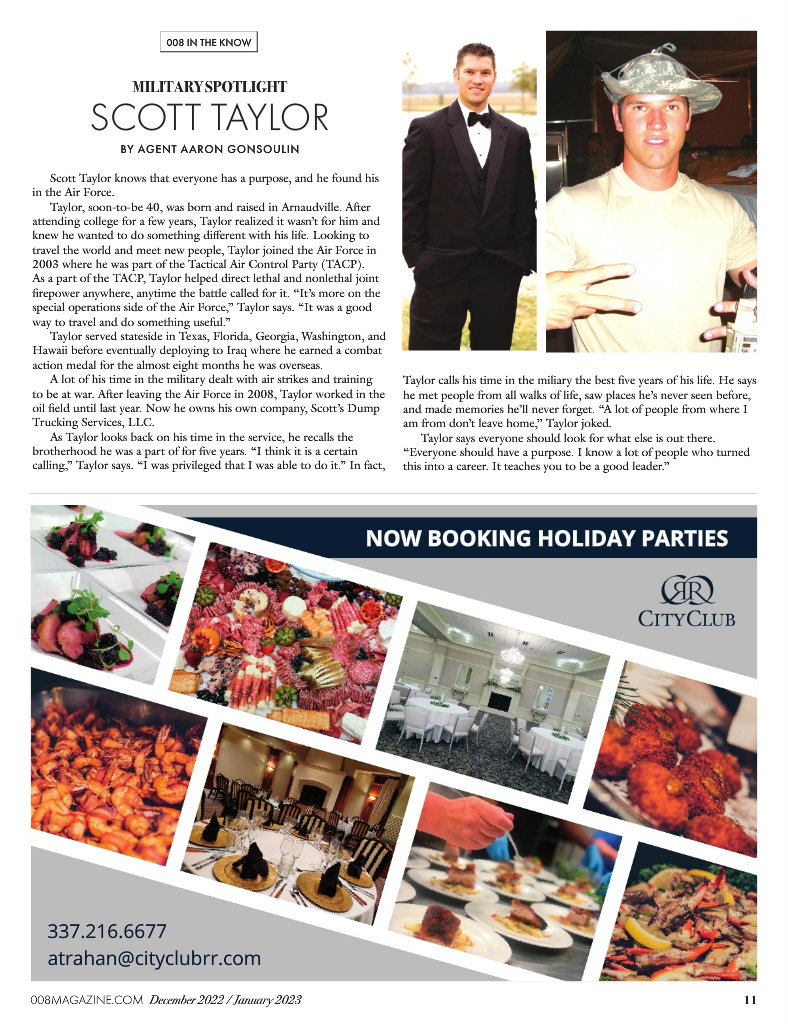 008 IN THE KNOW
MILITARY SPOTLIGHT
SCOTT TAYLOR
BY AGENT AARON GONSOULIN
Scott Taylor knows that everyone has a purpose, and he found his
in the Air Force.
Taylor, soon-to-be 40, was born and raised in Arnaudville. After
attending college for a few years, Taylor realized it wasn't for him and
knew he wanted to do something different with his life. Looking to
travel the world and meet new people, Taylor joined the Air Force in
2003 where he was part of the Tactical Air Control Party (TACP).
As a part of the TACP, Taylor helped direct lethal and nonlethal joint
firepower anywhere, anytime the battle called for it. “It's more on the
special operations side of the Air Force,” Taylor says. “It was a good
way to travel and do something useful.”
Taylor served stateside in Texas, Florida, Georgia, Washington, and
Hawaii before eventually deploying to Iraq where he earned a combat
action medal for the almost eight months he was overseas.
A lot of his time in the military dealt with air strikes and training
to be at war. After leaving the Air Force in 2008, Taylor worked in the
oil field until last year. Now he owns his own company, Scott's Dump
Trucking Services, LLC.
As Taylor looks back on his time in the service, he recalls the
brotherhood he was a part of for five years. “I think it is a certain
calling,” Taylor says. “I was privileged that I was able to do it.” In fact,
Taylor calls his time in the miliary the best five years of his life. He says
he met people from all walks of life, saw places he's never seen before,
and made memories he'll never forget. “A lot of people from where I
am from don't leave home,” Taylor joked.
Taylor says everyone should look for what else is out there.
“Everyone should have a purpose. I know a lot of people who turned
this into a career. It teaches you to be a good leader.”
NOW BOOKING HOLIDAY PARTIES
CITYCLUB
337.216.6677
atrahan@cityclubrr.com
008MAGAZINE.COM December 2022 / January 2023
11